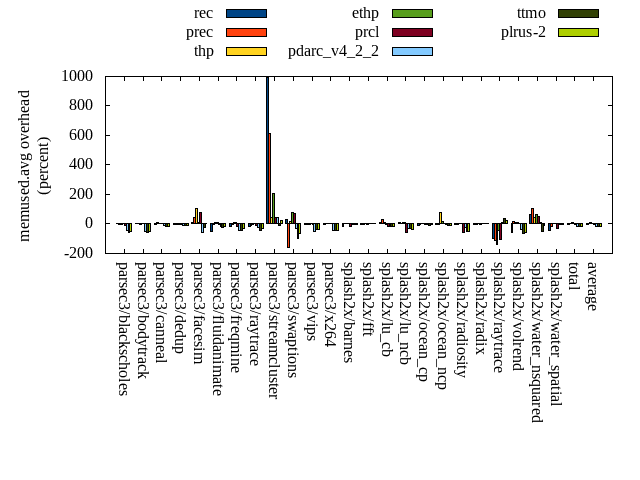 rec
prec
thp
ethp
prcl
pdarc_v4_2_2
ttmo
plrus-2
memused.avg overhead
(percent)
1000
800
600
400
200
0
-200
parsec3/blackscholes
parsec3/bodytrack
parsec3/canneal
parsec3/dedup
parsec3/facesim
parsec3/fluidanimate
parsec3/freqmine
parsec3/raytrace
parsec3/streamcluster
parsec3/swaptions
parsec3/vips
parsec3/x264
splash2x/barnes
splash2x/fft
splash2x/lu_cb
splash2x/lu_ncb
splash2x/ocean_cp
splash2x/ocean_ncp
splash2x/radiosity
splash2x/radix
splash2x/raytrace
splash2x/volrend
splash2x/water_nsquared
splash2x/water_spatial
total
average